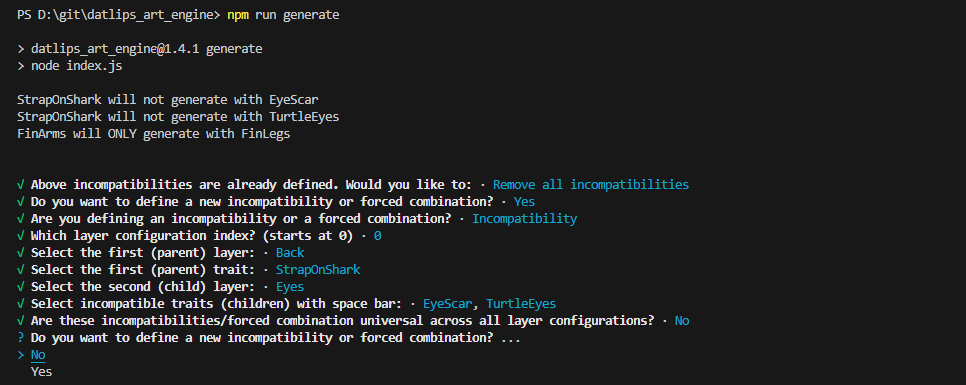 PS D:\git\datlips_art_engine> npm run generate
> datlips_art_engine@1.4.1 generate
> node index.js
StrapOnShark will not generate with EyeScar
StrapOnShark will not generate with TurtleEyes
FinArms will ONLY generate with FinLegs
√ Above incompatibilities are already defined. Would you like to: · Remove all incompatibilities
√ Do you want to define a new incompatibility or forced combination? · Yes
√ Are you defining an incompatibility or a forced combination? · Incompatibility
√ Which layer configuration index? (starts at 0) · 0
√ Select the first (parent) layer: · Back
√ Select the first (parent) trait: · StrapOnShark
√ Select the second (child) layer: · Eyes
√ Select incompatible traits (children) with space bar: · EyeScar, TurtleEyes
√ Are these incompatibilities/forced combination universal across all layer configurations? · No
? Do you want to define a new incompatibility or forced combination? ...
> No
Yes